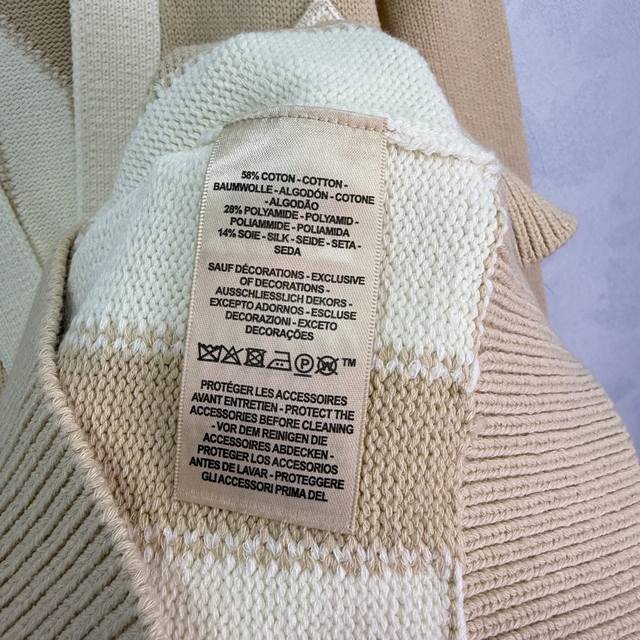 58% COTON - COTTON -
BAUMWOLLE - ALGODÓN - COTONE
- ALGODÃO
28% POLYAMIDE - POLYAMID -
POLIAMMIDE - POLIAMIDA
14% SOIE - SILK - SEIDE - SETA -
SEDA
SAUF DÉCORATIONS - EXCLUSIVE
OF DECORATIONS -
AUSSCHLIESSLICH DEKORS -
EXCEPTO ADORNOS - ESCLUSE
DECORAZIONI - EXCETO
DECORAÇÕES
P TM
PROTÉGER LES ACCESSOIRES
AVANT ENTRETIEN - PROTECT THE
ACCESSORIES BEFORE CLEANING
- VOR DEM REINIGEN DIE
ACCESSOIRES ABDECKEN -
PROTEGER LOS ACCESORIOS
ANTES DE LAVAR - PROTEGGERE
GLI ACCESSORI PRIMA DEL